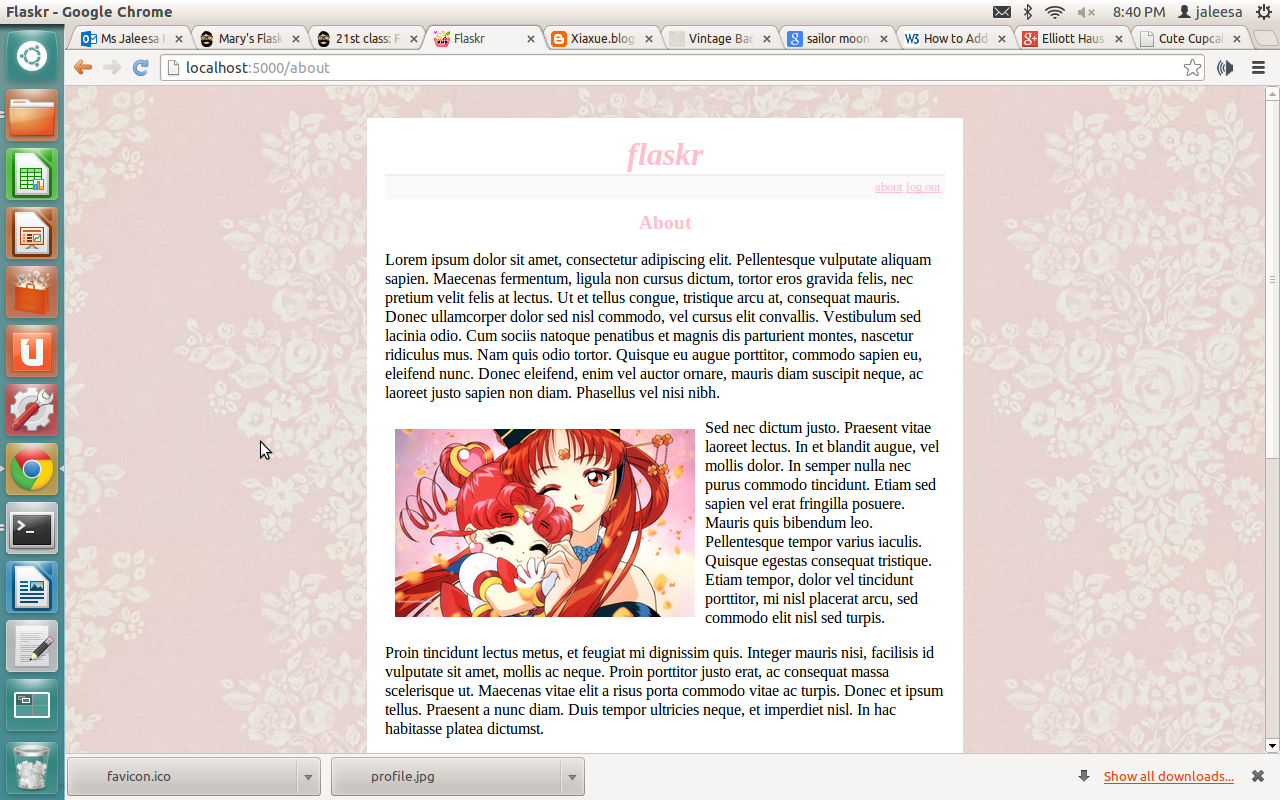 Flaskr - Google Chrome
8:40 PM
jaleesa
Ms Jaleesa
Mary's Flask
21st class: F
Flaskr
Xiaxue.blog
Vintage Bac
sailor moon
How to Add
Elliott Haus
Cute Cupcal
localhost:5000/about
flaskr
about log out
About
Lorem ipsum dolor sit amet, consectetur adipiscing elit. Pellentesque vulputate aliquam
sapien. Maecenas fermentum, ligula non cursus dictum, tortor eros gravida felis, nec
pretium velit felis at lectus. Ut et tellus congue, tristique arcu at, consequat mauris.
Donec ullamcorper dolor sed nisl commodo, vel cursus elit convallis. Vestibulum sed
lacinia odio. Cum sociis natoque penatibus et magnis dis parturient montes, nascetur
ridiculus mus. Nam quis odio tortor. Quisque eu augue porttitor, commodo sapien eu,
eleifend nunc. Donec eleifend, enim vel auctor ornare, mauris diam suscipit neque, ac
laoreet justo sapien non diam. Phasellus vel nisi nibh.
Sed nec dictum justo. Praesent vitae
laoreet lectus. In et blandit augue, vel
mollis dolor. In semper nulla nec
purus commodo tincidunt. Etiam sed
sapien vel erat fringilla posuere.
Mauris quis bibendum leo.
Pellentesque tempor varius iaculis.
Quisque egestas consequat tristique.
Etiam tempor, dolor vel tincidunt
porttitor, mi nisl placerat arcu, sed
commodo elit nisl sed turpis.
Proin tincidunt lectus metus, et feugiat mi dignissim quis. Integer mauris nisi, facilisis id
vulputate sit amet, mollis ac neque. Proin porttitor justo erat, ac consequat massa
scelerisque ut. Maecenas vitae elit a risus porta commodo vitae ac turpis. Donec et ipsum
tellus. Praesent a nunc diam. Duis tempor ultricies neque, et imperdiet nisl. In hac
habitasse platea dictumst.
favicon.ico
profile.jpg
Show all downloads...